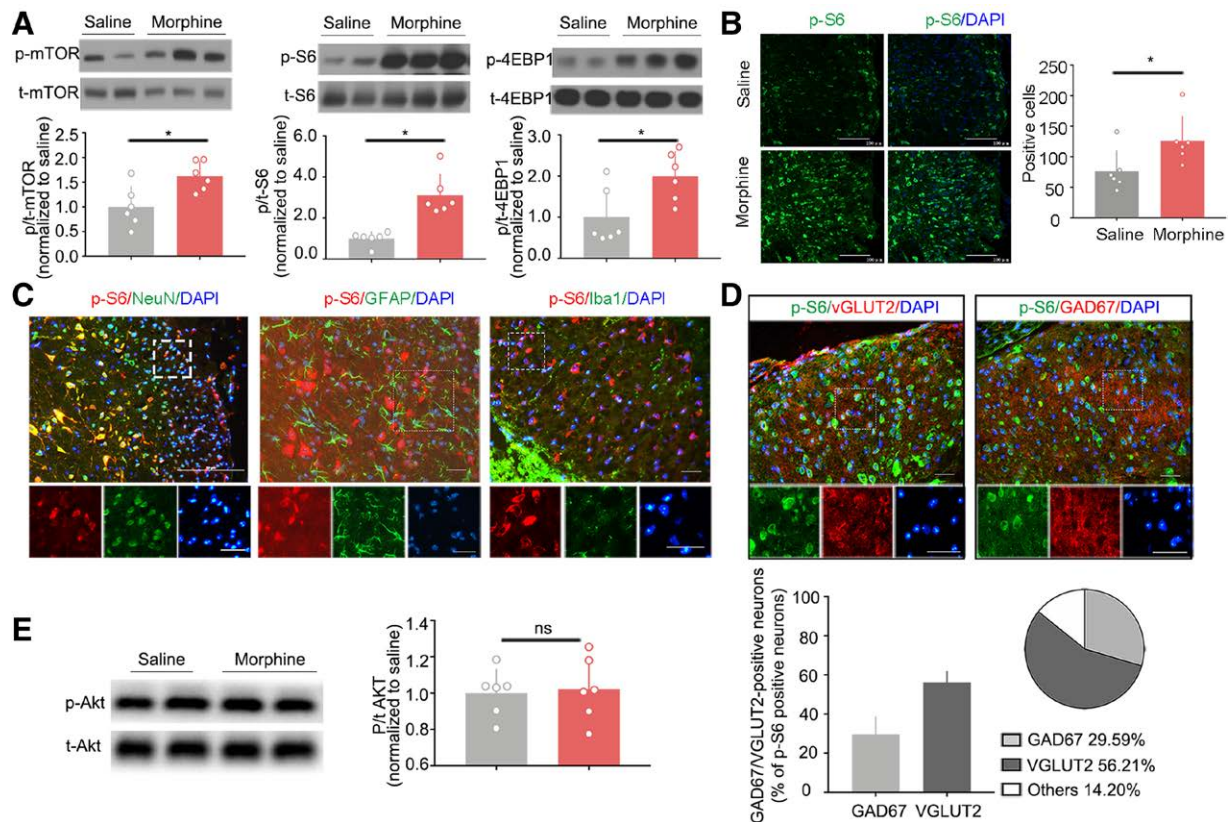 A
Saline Morphine
p-mTOR
t-mTOR
p/t-mTOR
(normalized to saline)
2.5
2.0
1.5
1.0
0.5
0.0
*
Saline Morphine
p-S6
t-S6
p/t-S6
(normalized to saline)
6.0
4.0
2.0
0.0
*
Saline Morphine
p-4EBP1
t-4EBP1
p/t-4EBP1
(normalized to saline)
3.0
2.0
1.0
0.0
*
B
p-S6 p-S6/DAPI
Saline
Morphine
Positive cells
250
200
150
100
50
0
*
Saline Morphine
C
p-S6/NeuN/DAPI
p-S6/GFAP/DAPI
p-S6/Iba1/DAPI
D
p-S6/vGLUT2/DAPI
p-S6/GAD67/DAPI
GAD67/VGLUT2-positive neurons
(% of p-S6 positive neurons)
100
80
60
40
20
0
GAD67 VGLUT2
GAD67 29.59%
VGLUT2 56.21%
Others 14.20%
E
Saline Morphine
p-Akt
t-Akt
P/t AKT
(normalized to saline)
1.4
1.2
1.0
0.8
0.6
ns